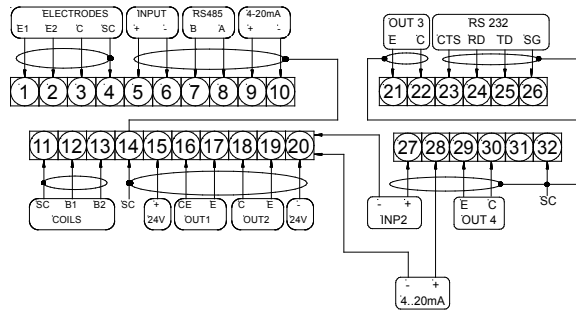 ELECTRODES INPUT RS485 4-20mA
E1 E2 C SC + - B A + -
1 2 3 4 5 6 7 8 9 10
OUT 3 RS 232
E C CTS RD TD SG
21 22 23 24 25 26
11 12 13 14 15 16 17 18 19 20
27 28 29 30 31 32
SC B1 B2 SC + CE E C E -
COILS 24V OUT1 OUT2 24V
- + E C SC
INP2 OUT 4
- +
4..20mA